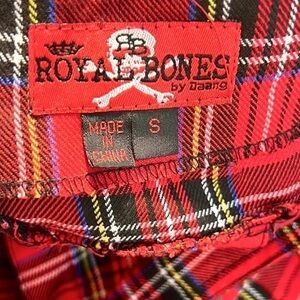 RB
ROYAL BONES
by Daang
MADE
IN
CHINA
S